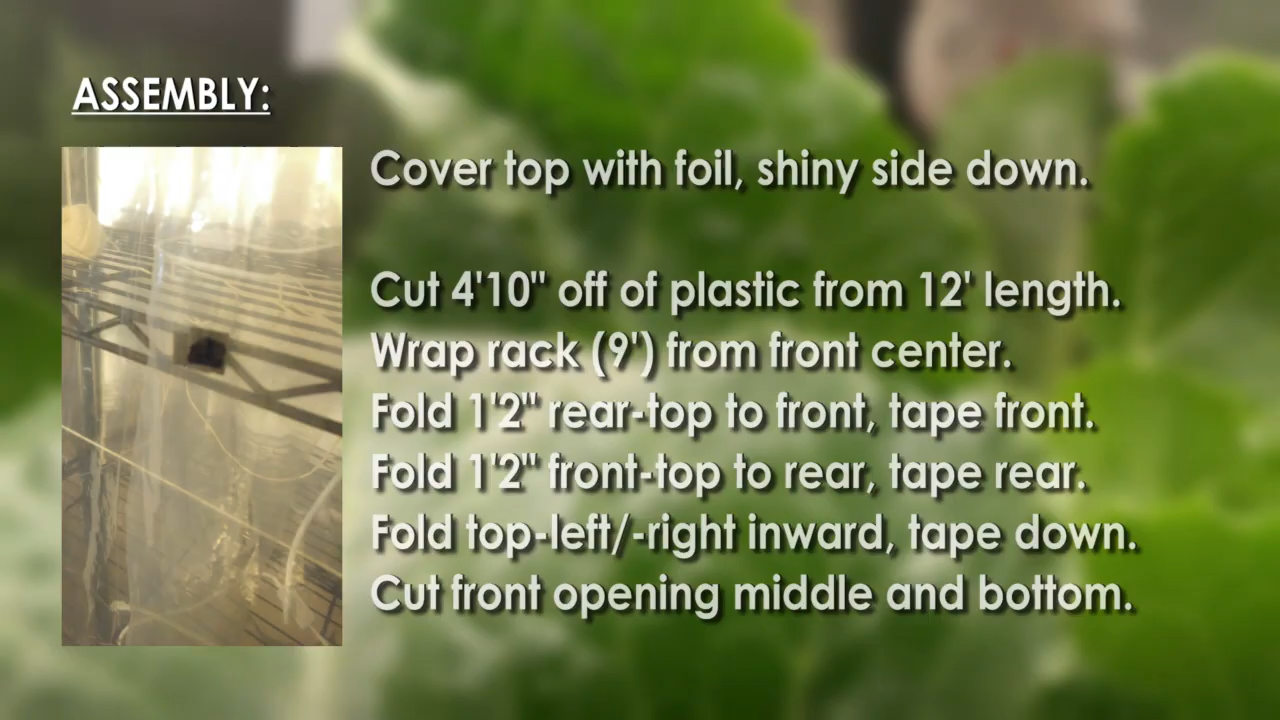 ASSEMBLY:
Cover top with foil, shiny side down.
Cut 4'10" off of plastic from 12' length.
Wrap rack (9') from front center.
Fold 1'2" rear-top to front, tape front.
Fold 1'2" front-top to rear, tape rear.
Fold top-left/-right inward, tape down.
Cut front opening middle and bottom.